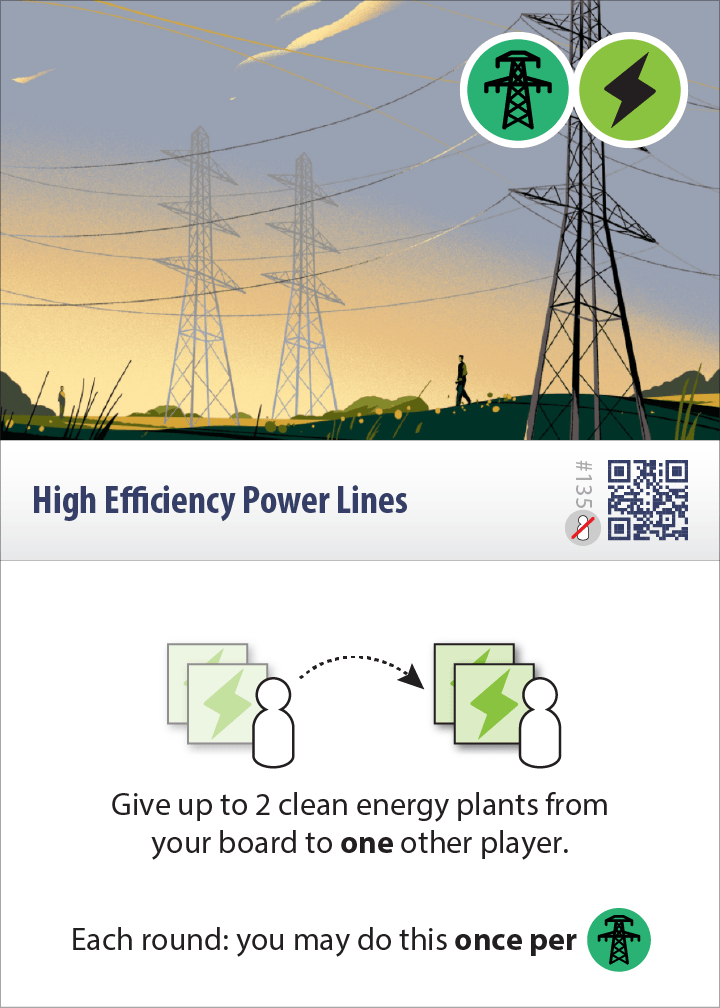 #135
High Efficiency Power Lines
Give up to 2 clean energy plants from
your board to one other player.
Each round: you may do this once per